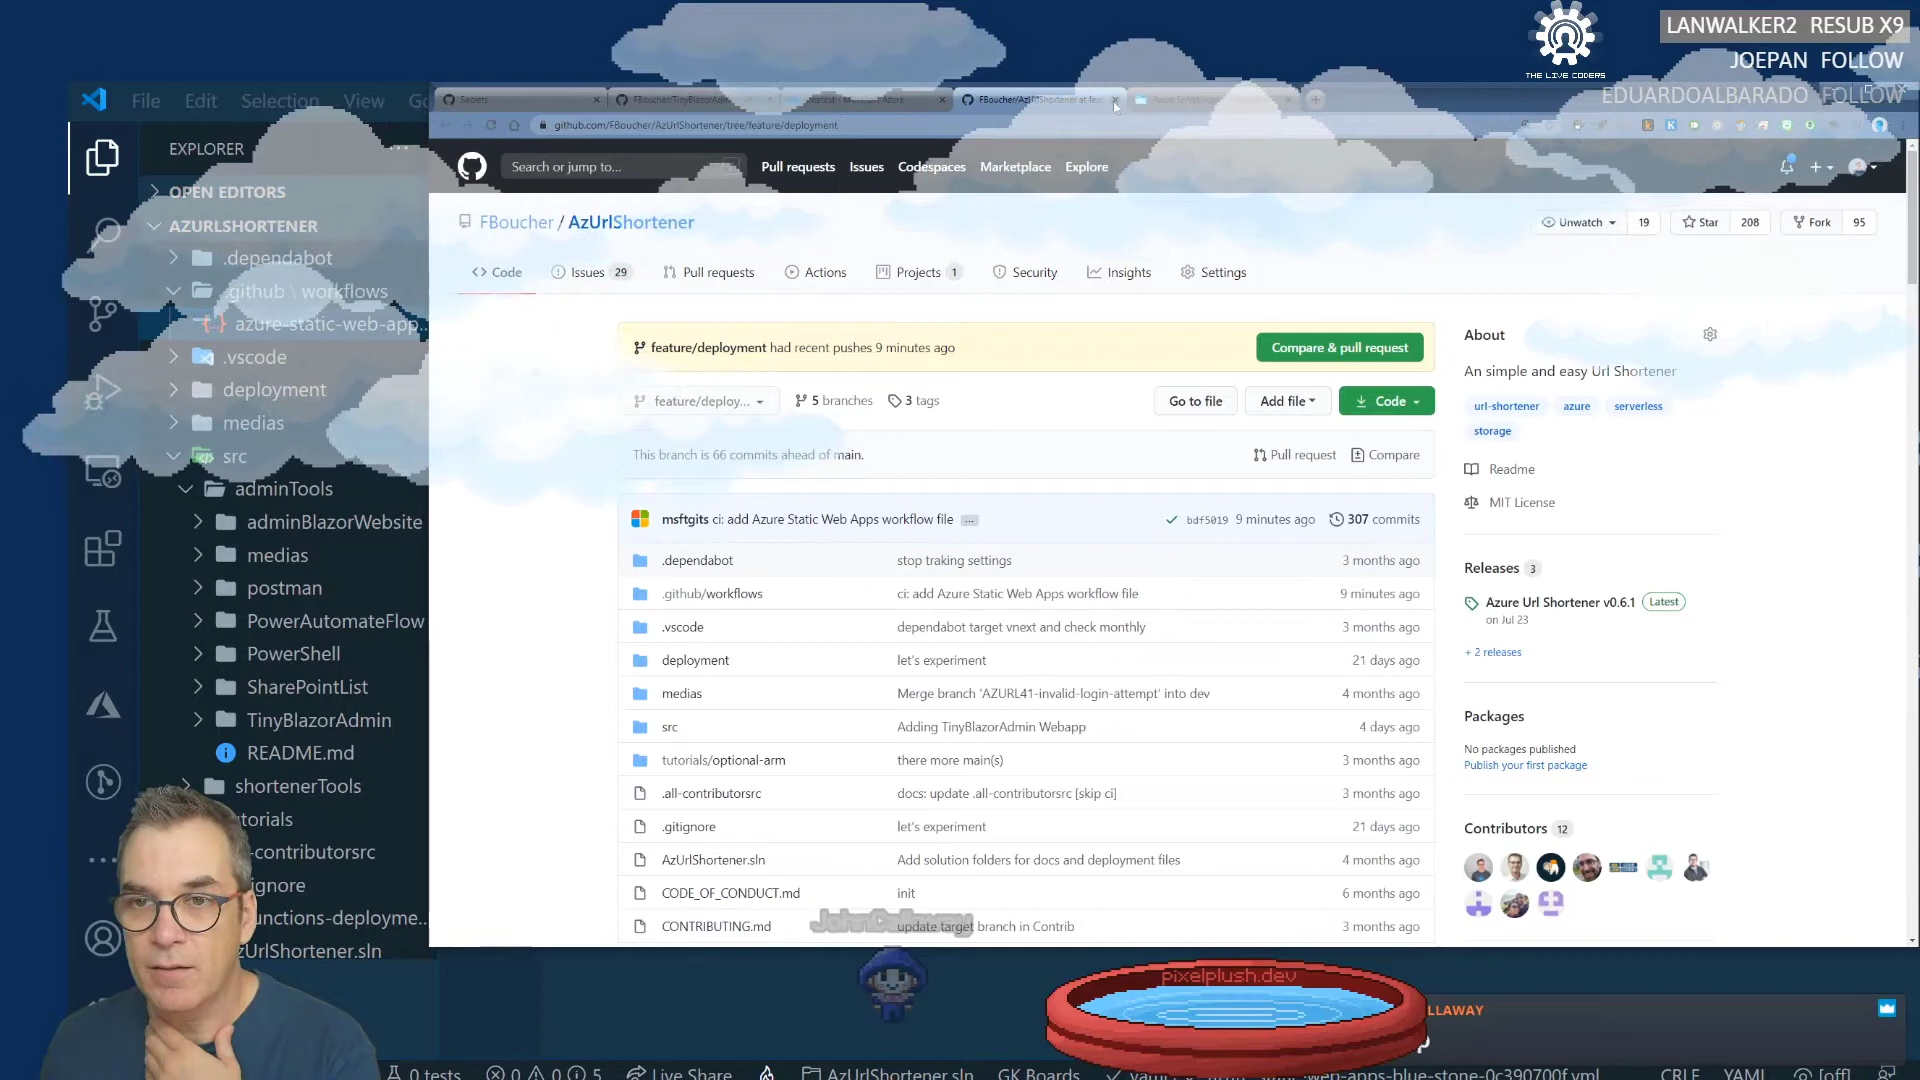 LANWALKER2 RESUB X9
JOEPAN FOLLOW
EDUARDOALBARADO FOLLOW
THE LIVE CODERS
File Edit Selection View
Secrets
github.com/FBoucher/AzUrlShortener/tree/feature/deployment
EXPLORER
OPEN EDITORS
AZURLSHORTENER
.dependabot
.github \ workflows
azure-static-web-app...
.vscode
deployment
medias
src
adminTools
adminBlazorWebsite
medias
postman
PowerAutomateFlow
PowerShell
SharePointList
TinyBlazorAdmin
README.md
shortenerTools
Search or jump to...
Pull requests Issues Codespaces Marketplace Explore
FBoucher / AzUrlShortener
Unwatch 19 Star 208 Fork 95
Code Issues 29 Pull requests Actions Projects 1 Security Insights Settings
feature/deployment had recent pushes 9 minutes ago
Compare & pull request
feature/deploy... 5 branches 3 tags
Go to file Add file Code
This branch is 66 commits ahead of main.
Pull request Compare
msftgits ci: add Azure Static Web Apps workflow file ...
bdf5019 9 minutes ago 307 commits
.dependabot stop traking settings 3 months ago
.github/workflows ci: add Azure Static Web Apps workflow file 9 minutes ago
.vscode dependabot target vnext and check monthly 3 months ago
deployment let's experiment 21 days ago
medias Merge branch 'AZURL41-invalid-login-attempt' into dev 4 months ago
src Adding TinyBlazorAdmin Webapp 4 days ago
tutorials/optional-arm there more main(s) 3 months ago
.all-contributorsrc docs: update .all-contributorsrc [skip ci] 3 months ago
.gitignore let's experiment 21 days ago
AzUrlShortener.sln Add solution folders for docs and deployment files 4 months ago
CODE_OF_CONDUCT.md init 6 months ago
CONTRIBUTING.md update target branch in Contrib 3 months ago
About
An simple and easy Url Shortener
url-shortener azure serverless
storage
Readme
MIT License
Releases 3
Azure Url Shortener v0.6.1 Latest
on Jul 23
+ 2 releases
Packages
No packages published
Publish your first package
Contributors 12
pixelplush.dev
LLAWAY
0 tests 0 0 5 Live Share AzUrlShortener.sln GK Boards
CRLF YAML [off]